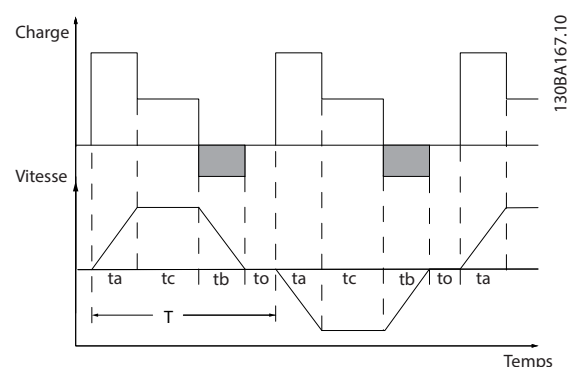 Charge
130BA167.10
Vitesse
ta tc tb to ta tc tb to ta
T
Temps